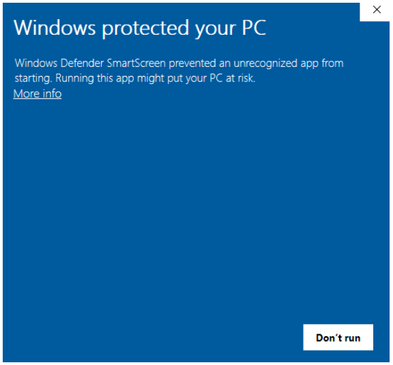 Windows protected your PC
Windows Defender SmartScreen prevented an unrecognized app from
starting. Running this app might put your PC at risk.
More info
Don't run